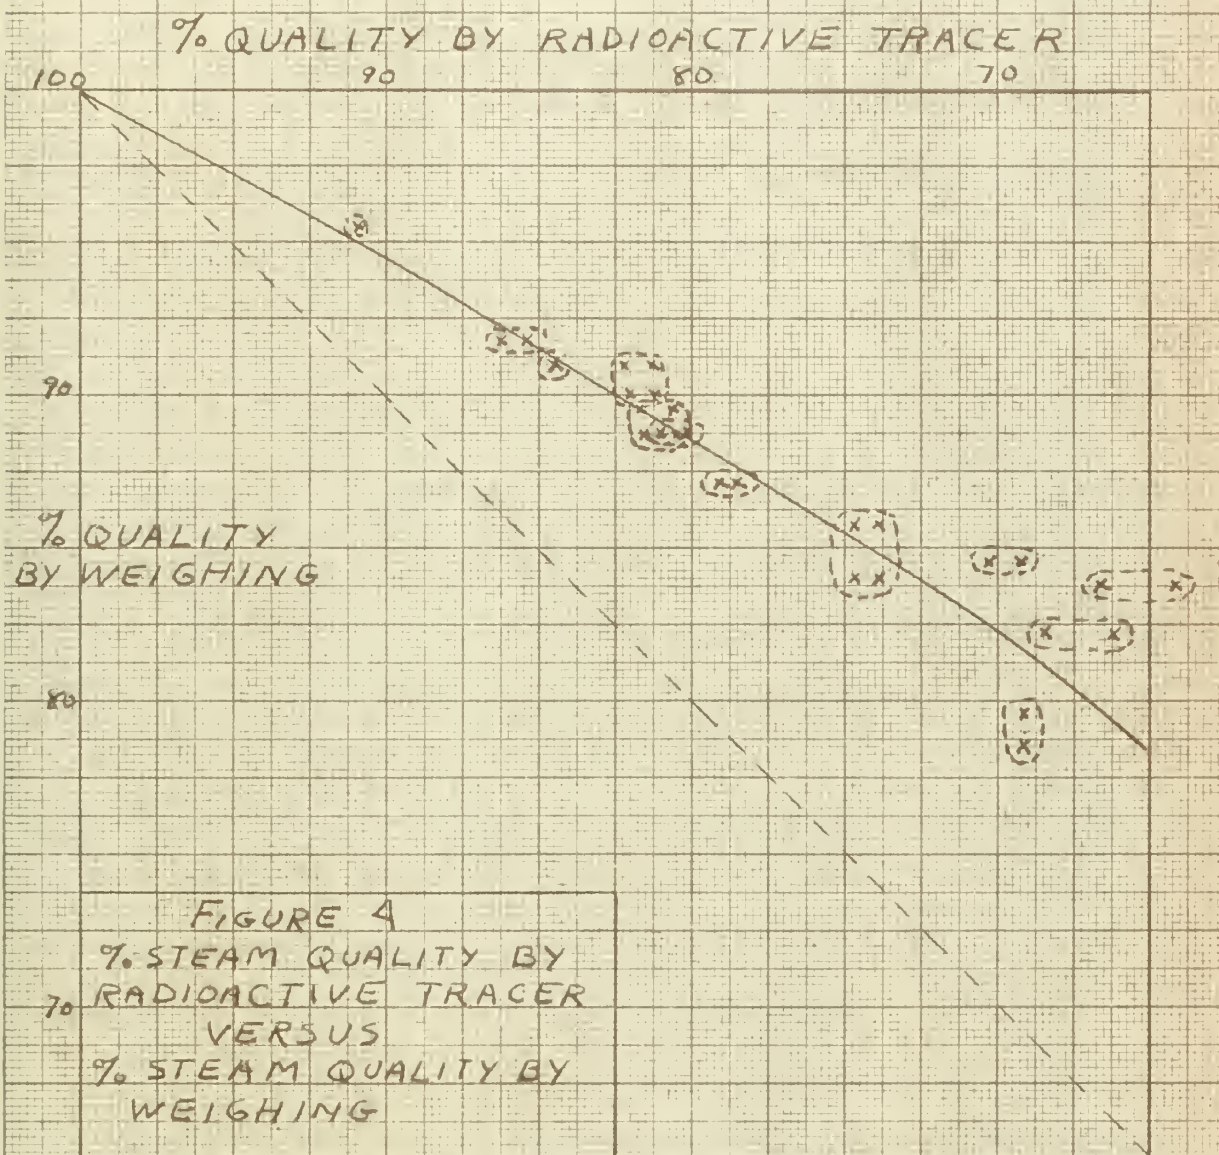 % QUALITY BY RADIOACTIVE TRACER
100 90 80 70
90
% QUALITY
BY WEIGHING
80
70
FIGURE 4
% STEAM QUALITY BY
RADIOACTIVE TRACER
VERSUS
% STEAM QUALITY BY
WEIGHING